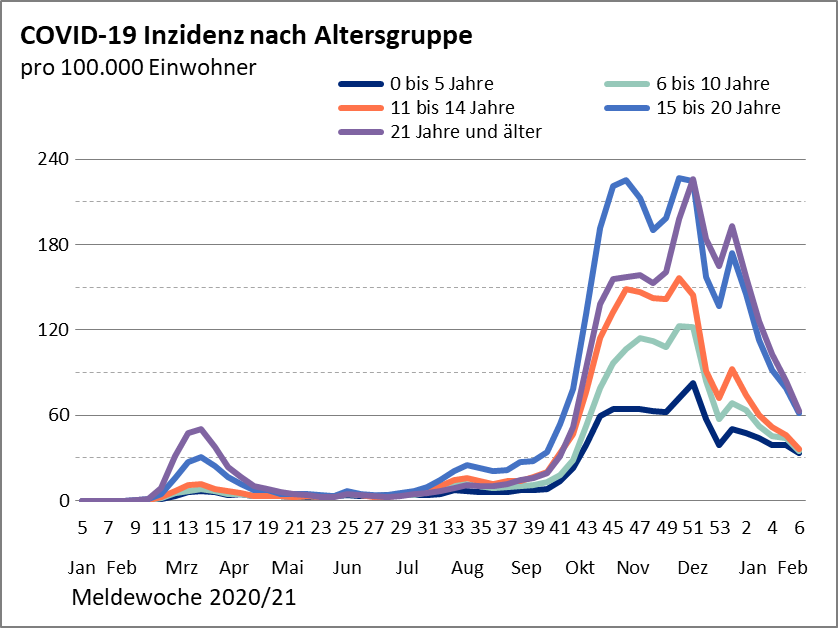 COVID-19 Inzidenz nach Altersgruppe
pro 100.000 Einwohner
0 bis 5 Jahre
6 bis 10 Jahre
11 bis 14 Jahre
15 bis 20 Jahre
21 Jahre und älter
240
180
120
60
0
5 7 9 11 13 15 17 19 21 23 25 27 29 31 33 35 37 39 41 43 45 47 49 51 53 2 4 6
Jan Feb Mrz Apr Mai Jun Jul Aug Sep Okt Nov Dez Jan Feb
Meldewoche 2020/21